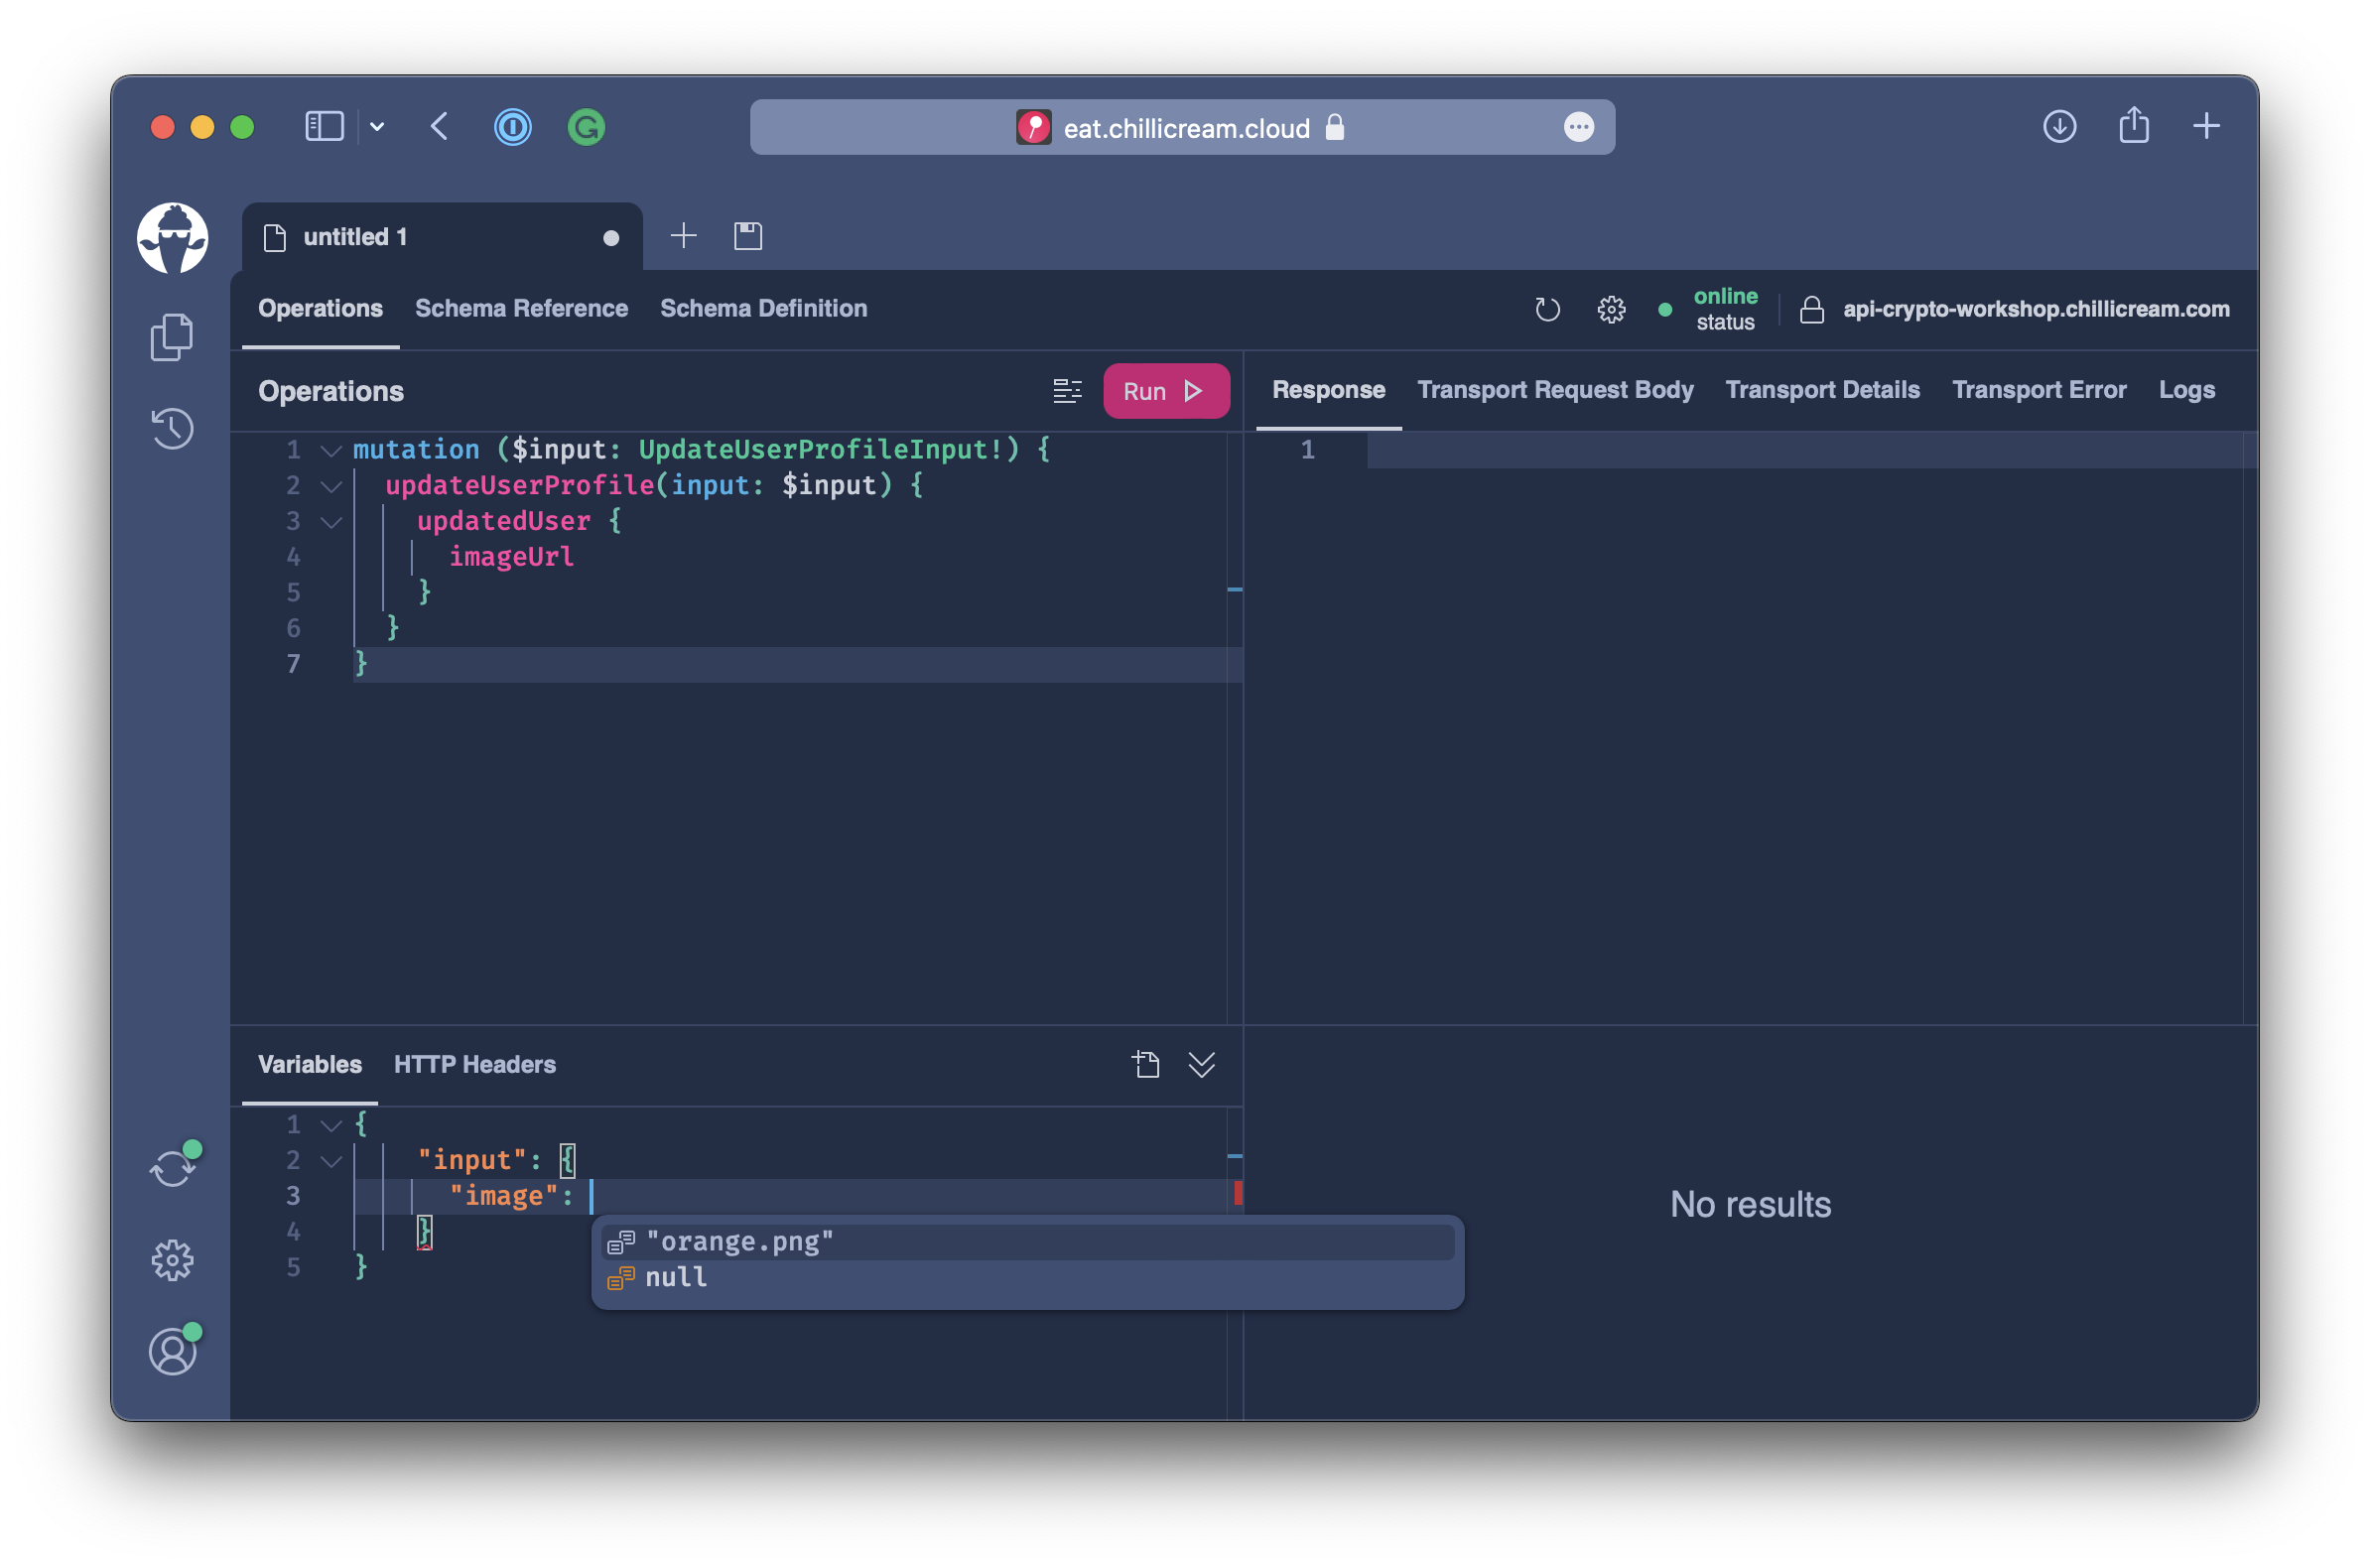 eat.chillicream.cloud
untitled 1
Operations Schema Reference Schema Definition
online
status
api-crypto-workshop.chillicream.com
Operations
Run
Response Transport Request Body Transport Details Transport Error Logs
1 mutation ($input: UpdateUserProfileInput!) {
2 updateUserProfile(input: $input) {
3 updatedUser {
4 imageUrl
5 }
6 }
7 }
1
Variables HTTP Headers
1 {
2 "input": {
3 "image":
4 }
5 }
"orange.png"
null
No results